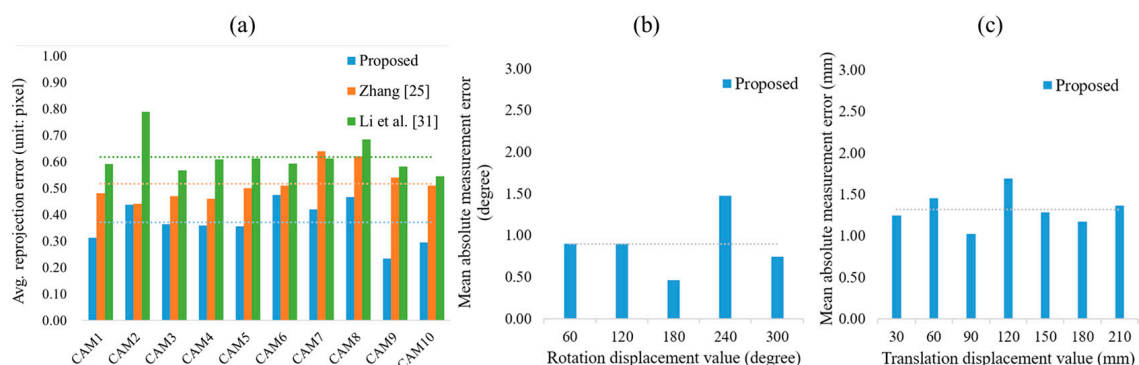 (a)
Avg. reprojection error (unit: pixel)
1.00
0.90
0.80
0.70
0.60
0.50
0.40
0.30
0.20
0.10
0.00
Proposed
Zhang [25]
Li et al. [31]
CAM1
CAM2
CAM3
CAM4
CAM5
CAM6
CAM7
CAM8
CAM9
CAM10
(b)
Mean absolute measurement error
(degree)
3.00
2.50
2.00
1.50
1.00
0.50
0.00
Proposed
60 120 180 240 300
Rotation displacement value (degree)
(c)
Mean absolute measurement error (mm)
3.00
2.50
2.00
1.50
1.00
0.50
0.00
Proposed
30 60 90 120 150 180 210
Translation displacement value (mm)